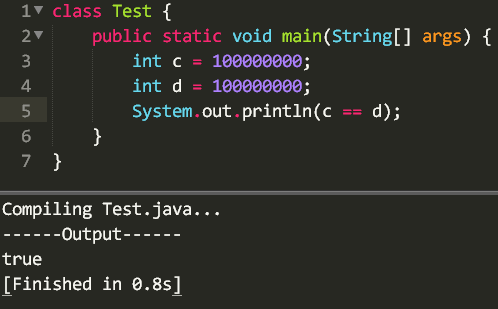 1 class Test {
2 public static void main(String[] args) {
3 int c = 100000000;
4 int d = 100000000;
5 System.out.println(c == d);
6 }
7 }
Compiling Test.java...
------Output------
true
[Finished in 0.8s]